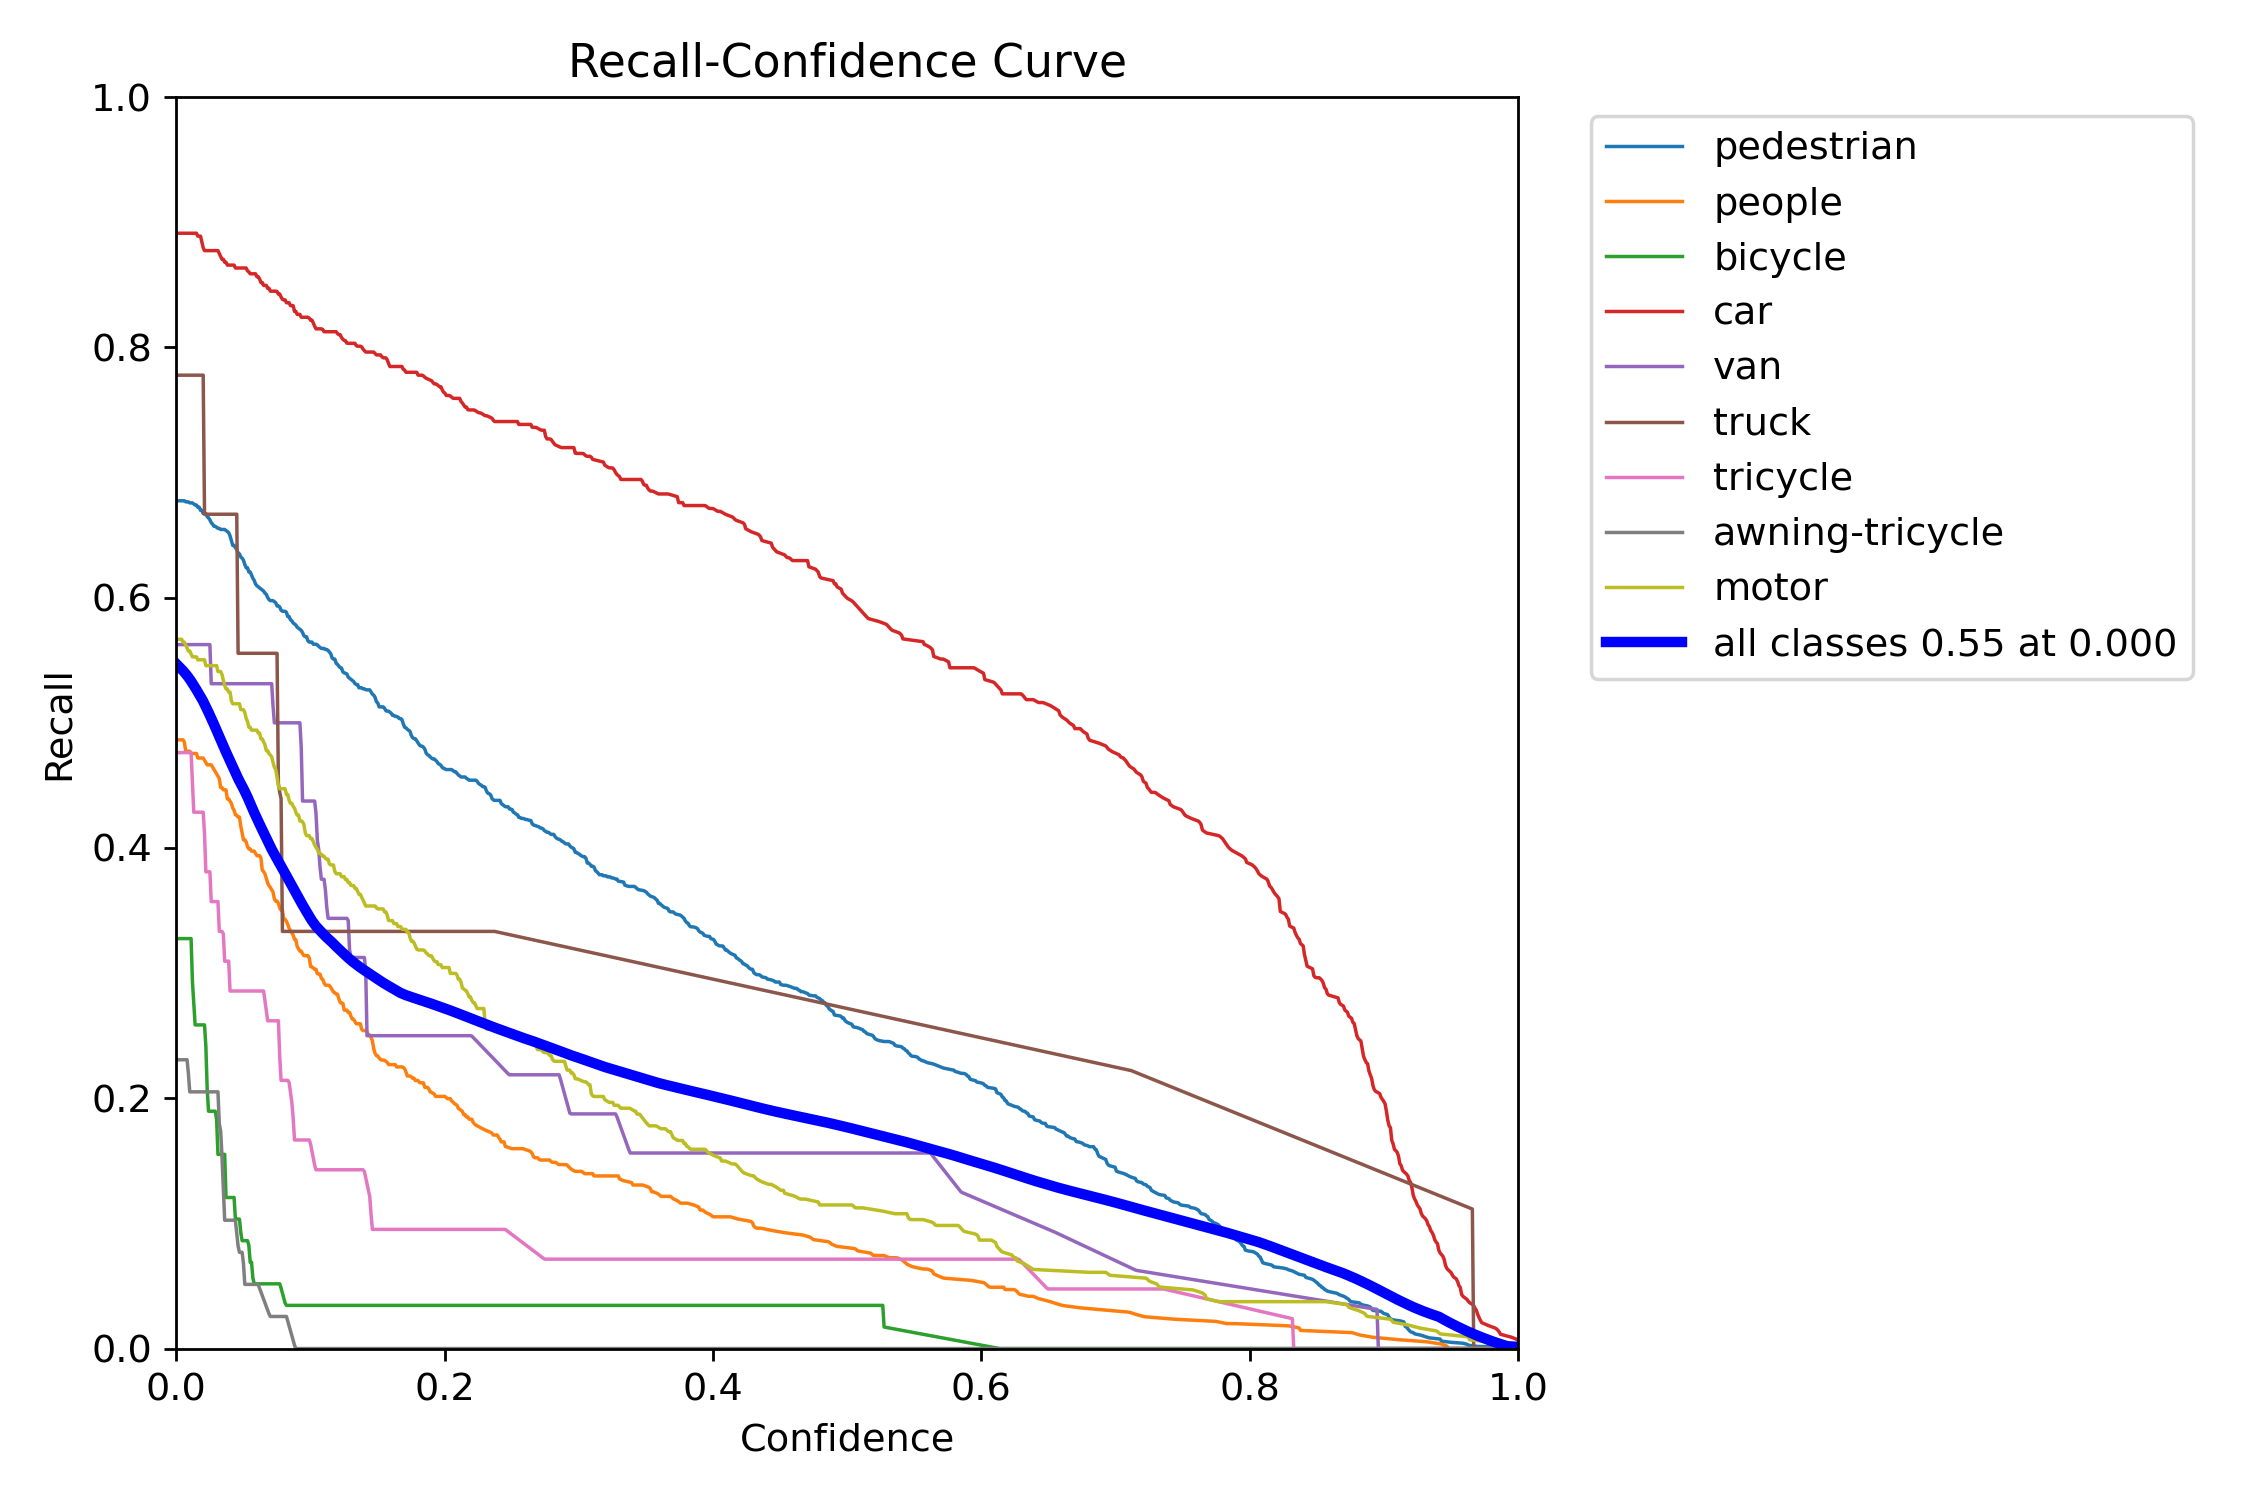 Recall-Confidence Curve
1.0
0.8
0.6
0.4
0.2
0.0
Recall
0.0 0.2 0.4 0.6 0.8 1.0
Confidence
pedestrian
people
bicycle
car
van
truck
tricycle
awning-tricycle
motor
all classes 0.55 at 0.000